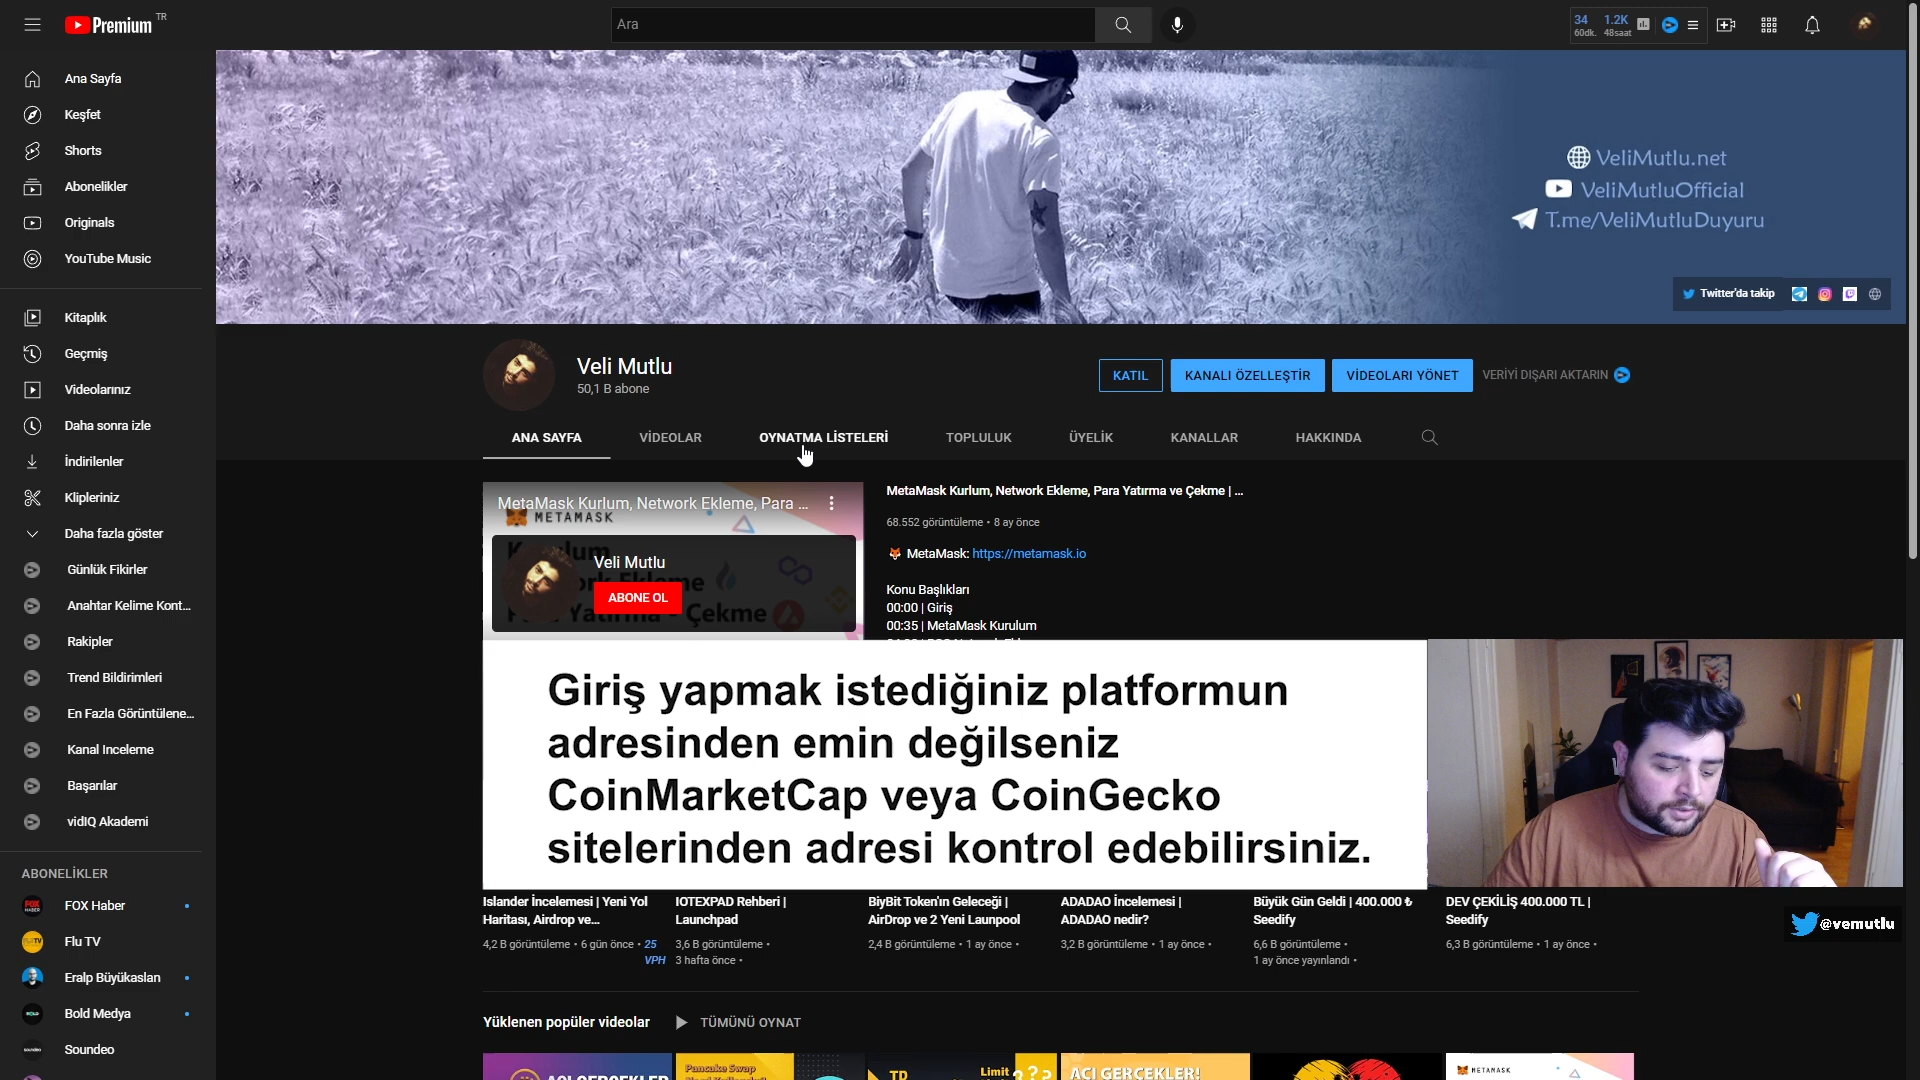 Premium TR
Ara
34 1.2K
60dk. 48saat
Ana Sayfa
Keşfet
Shorts
Abonelikler
Originals
YouTube Music
Kitaplık
Geçmiş
Videolarınız
Daha sonra izle
İndirilenler
Klipleriniz
Daha fazla göster
Günlük Fikirler
Anahtar Kelime Kont...
Rakipler
Trend Bildirimleri
En Fazla Görüntülene...
Kanal Inceleme
Başarılar
vidIQ Akademi
ABONELİKLER
FOX Haber
Flu TV
Eralp Büyükaslan
Bold Medya
Soundeo
VeliMutlu.net
VeliMutluOfficial
T.me/VeliMutluDuyuru
Twitter'da takip
Veli Mutlu
50,1 B abone
KATIL
KANALI ÖZELLEŞTİR
VİDEOLARI YÖNET
VERİYİ DIŞARI AKTARIN
ANA SAYFA
VİDEOLAR
OYNATMA LİSTELERİ
TOPLULUK
ÜYELİK
KANALLAR
HAKKINDA
MetaMask Kurlum, Network Ekleme, Para ...
METAMASK
Veli Mutlu
ABONE OL
Çekme
MetaMask Kurlum, Network Ekleme, Para Yatırma ve Çekme | ...
68.552 görüntüleme • 8 ay önce
MetaMask: https://metamask.io
Konu Başlıkları
00:00 | Giriş
00:35 | MetaMask Kurulum
Giriş yapmak istediğiniz platformun
adresinden emin değilseniz
CoinMarketCap veya CoinGecko
sitelerinden adresi kontrol edebilirsiniz.
@vemutlu
Islander İncelemesi | Yeni Yol
Haritası, Airdrop ve...
4,2 B görüntüleme • 6 gün önce • 25
VPH
IOTEXPAD Rehberi |
Launchpad
3,6 B görüntüleme •
3 hafta önce •
BiyBit Token'ın Geleceği |
AirDrop ve 2 Yeni Launpool
2,4 B görüntüleme • 1 ay önce •
ADADAO İncelemesi |
ADADAO nedir?
3,2 B görüntüleme • 1 ay önce •
Büyük Gün Geldi | 400.000 ₺
Seedify
6,6 B görüntüleme •
1 ay önce yayınlandı •
DEV ÇEKİLİŞ 400.000 TL |
Seedify
6,3 B görüntüleme • 1 ay önce •
Yüklenen popüler videolar
TÜMÜNÜ OYNAT
Pancake Swap
TR
Limit
???
ACI GERÇEKLER!
METAMASK